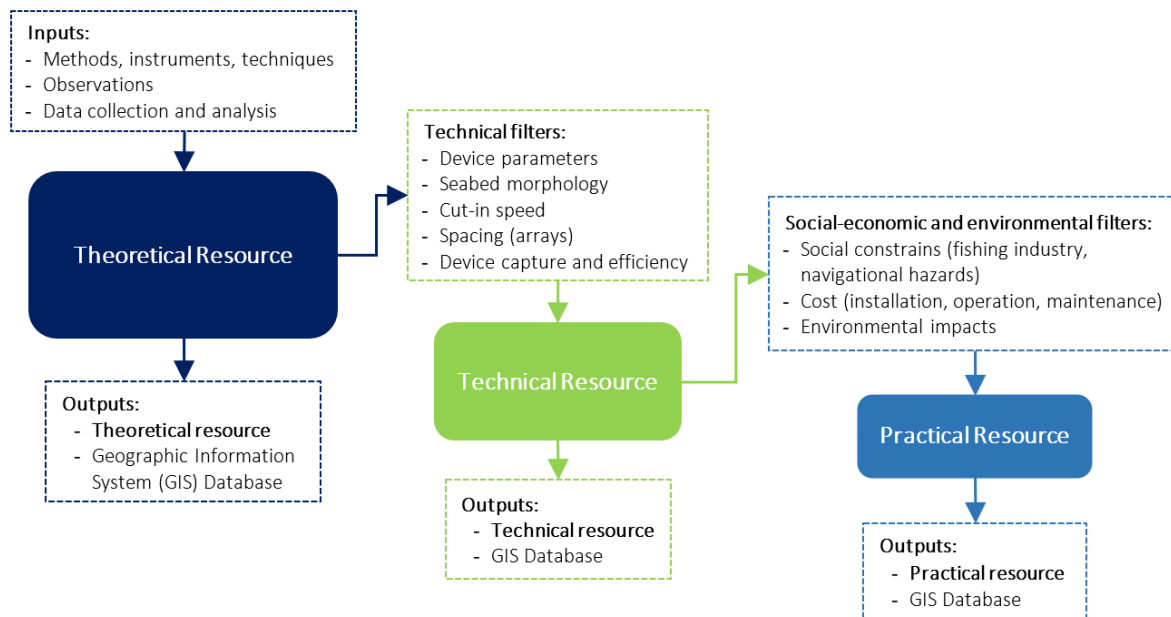 Inputs:
- Methods, instruments, techniques
- Observations
- Data collection and analysis
Theoretical Resource
Outputs:
- Theoretical resource
- Geographic Information
System (GIS) Database
Technical filters:
- Device parameters
- Seabed morphology
- Cut-in speed
- Spacing (arrays)
- Device capture and efficiency
Technical Resource
Outputs:
- Technical resource
- GIS Database
Social-economic and environmental filters:
- Social constrains (fishing industry,
navigational hazards)
- Cost (installation, operation, maintenance)
- Environmental impacts
Practical Resource
Outputs:
- Practical resource
- GIS Database